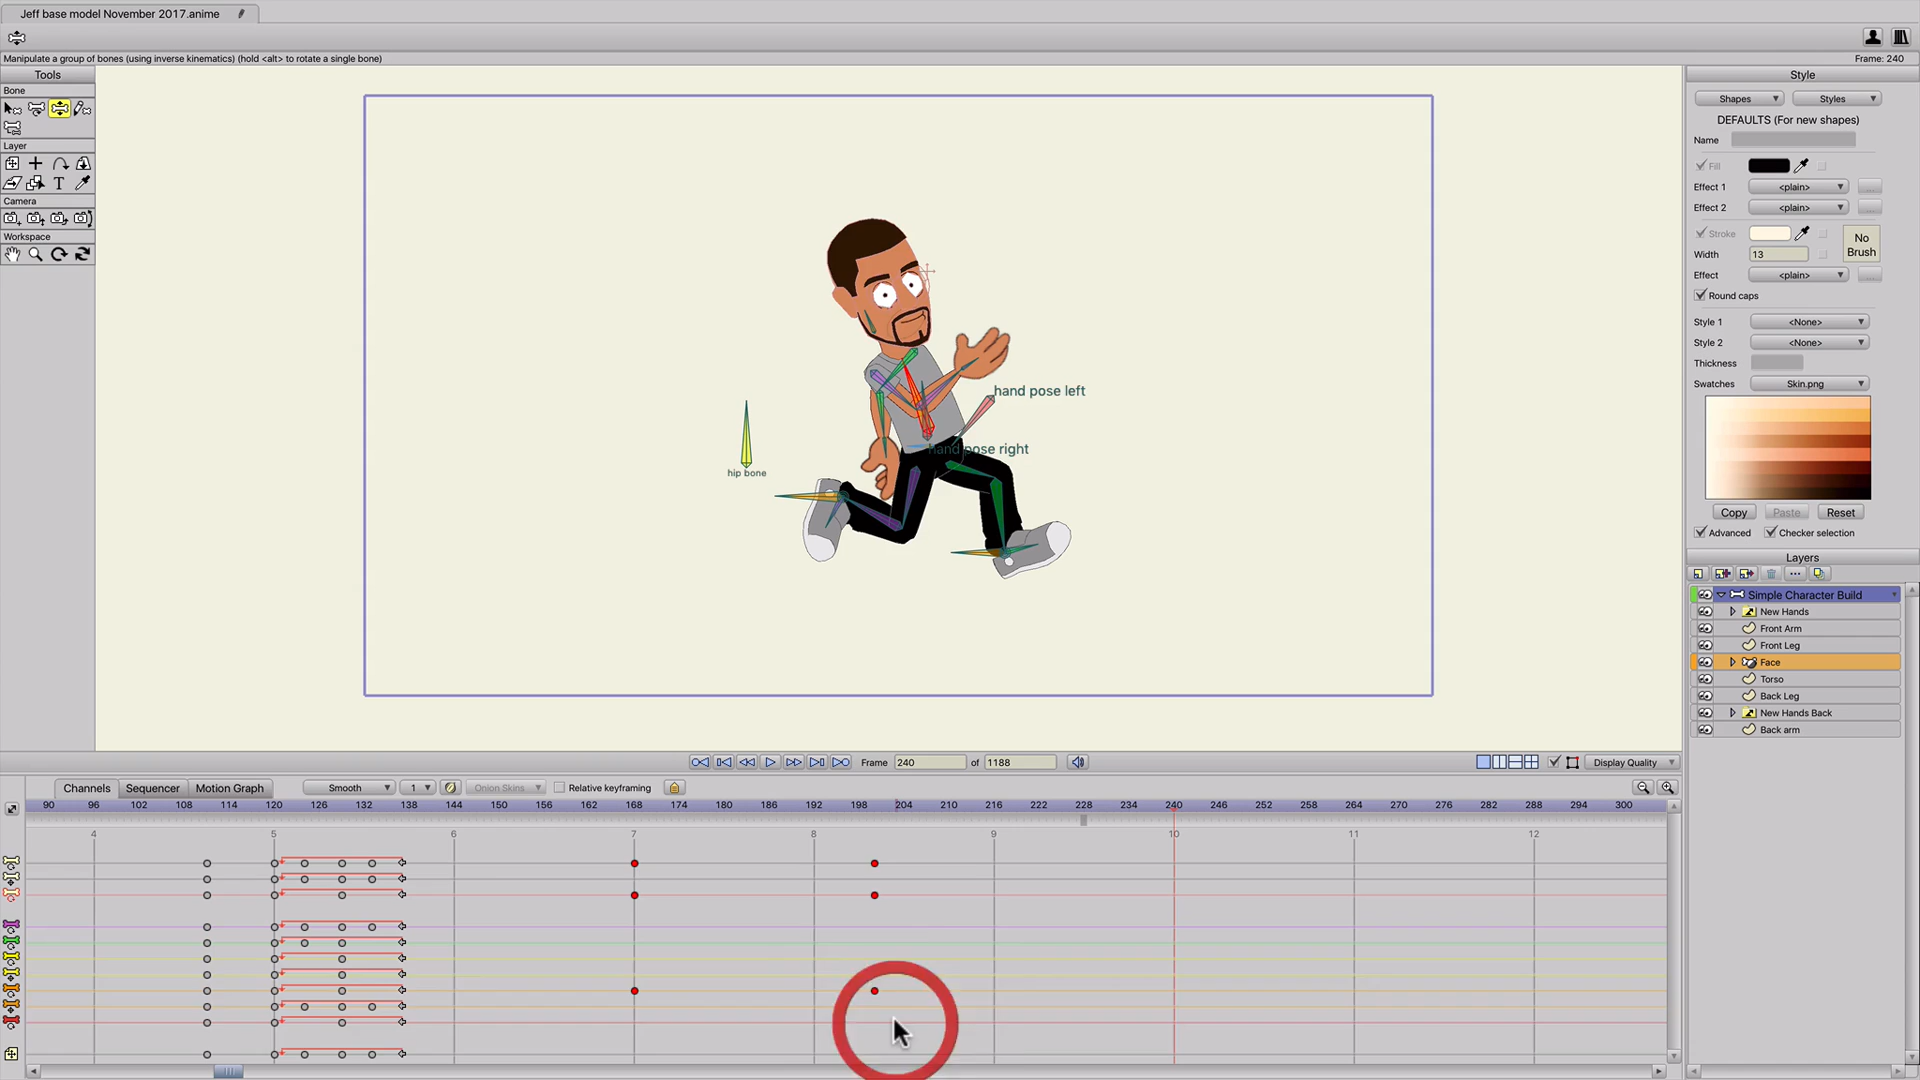 Jeff base model November 2017.anime
Manipulate a group of bones (using inverse kinematics) (hold <alt> to rotate a single bone)
Frame: 240
Tools
Bone
Layer
T
Camera
Workspace
hip bone
hand pose left
hand pose right
Style
Shapes
Styles
DEFAULTS (For new shapes)
Name
Fill
Effect 1
<plain>
...
Effect 2
<plain>
...
Stroke
No
Brush
Width
13
Effect
<plain>
...
Round caps
Style 1
<None>
Style 2
<None>
Thickness
Swatches
Skin.png
Copy
Paste
Reset
Advanced
Checker selection
Layers
Simple Character Build
New Hands
Front Arm
Front Leg
Face
Torso
Back Leg
New Hands Back
Back arm
Frame
240
of
1188
Display Quality
Channels
Sequencer
Motion Graph
Smooth
1
Onion Skins
Relative keyframing
90 96 102 108 114 120 126 132 138 144 150 156 162 168 174 180 186 192 198 204 210 216 222 228 234 240 246 252 258 264 270 276 282 288 294 300
4 5 6 7 8 9 10 11 12